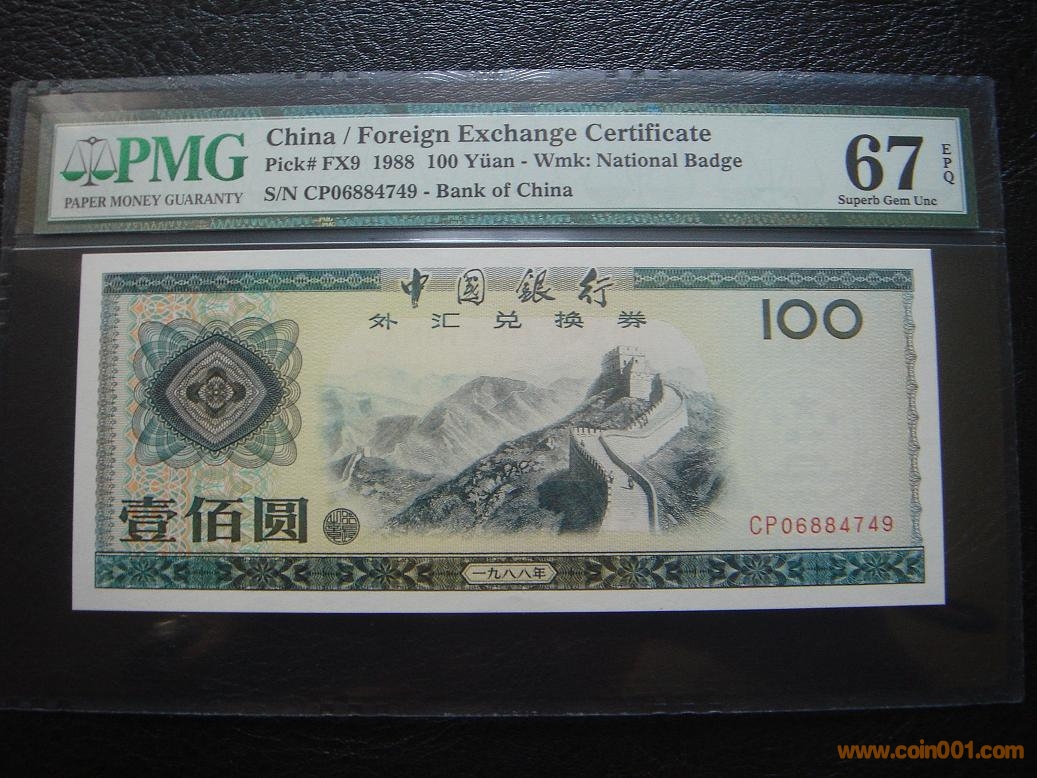 PMG
PAPER MONEY GUARANTY
China / Foreign Exchange Certificate
Pick# FX9 1988 100 Yüan - Wmk: National Badge
S/N CP06884749 - Bank of China
67
EPQ
Superb Gem Unc
中國銀行
外汇兑换券
100
壹佰圆
CP06884749
一九八八年
www.coin001.com